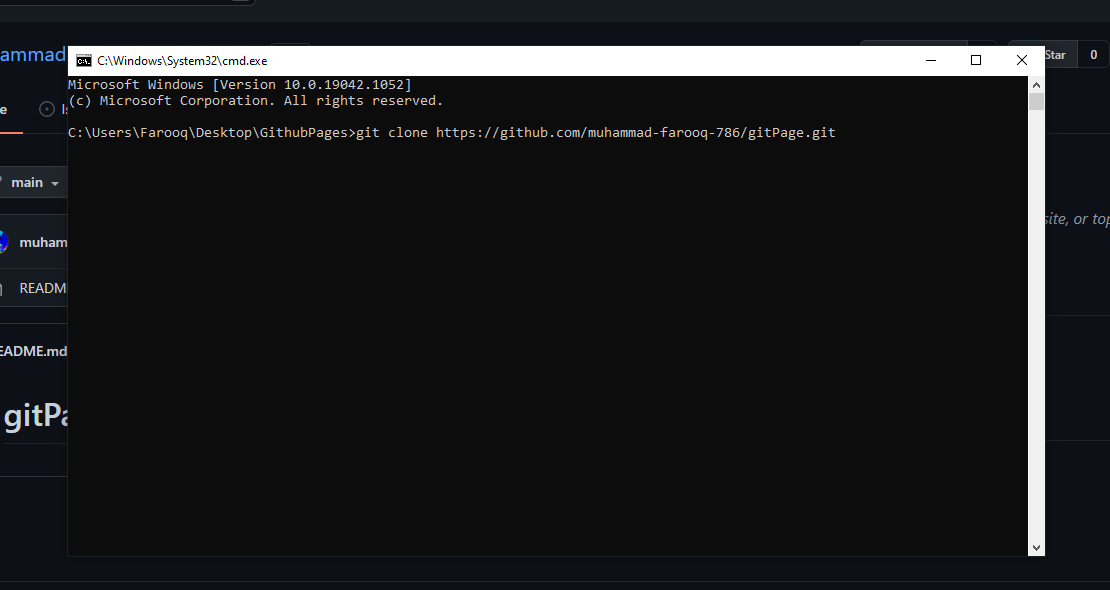 ammad
Star 0
C:\Windows\System32\cmd.exe
Microsoft Windows [Version 10.0.19042.1052]
(c) Microsoft Corporation. All rights reserved.
C:\Users\Farooq\Desktop\GithubPages>git clone https://github.com/muhammad-farooq-786/gitPage.git
e
Is
main
site, or top
muham
READM
EADME.md
gitPa